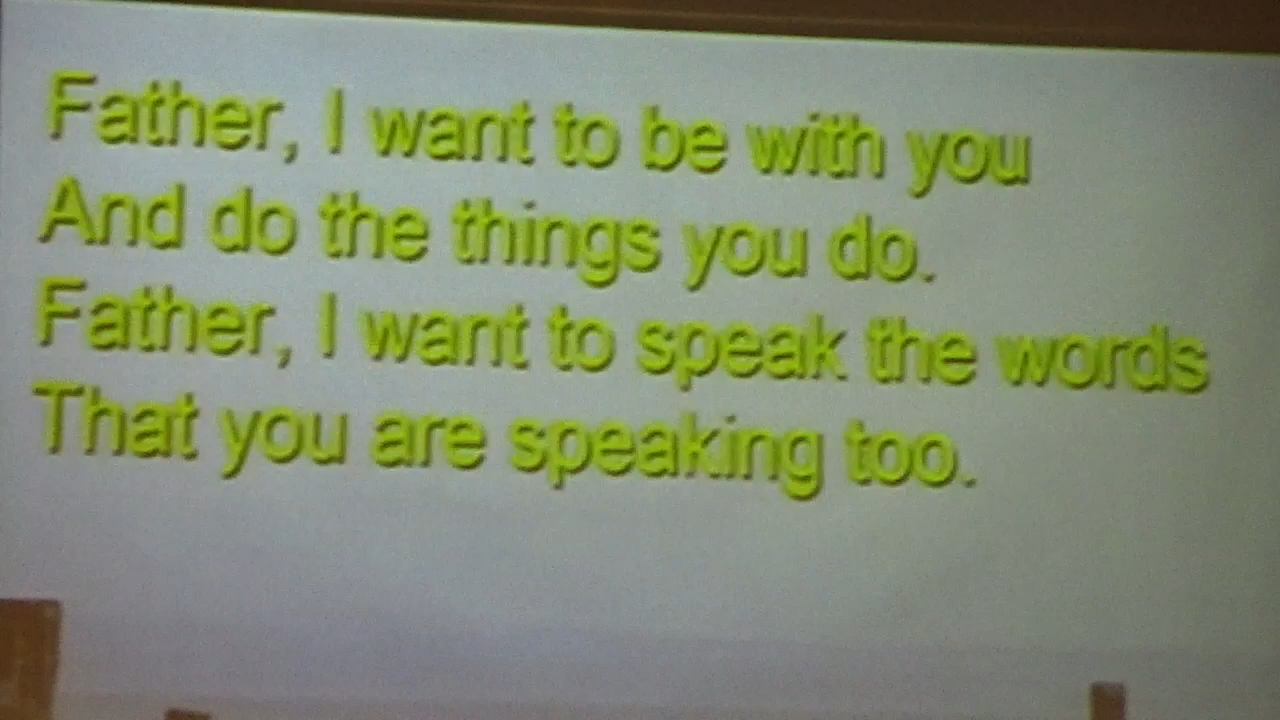 Father, I want to be with you
And do the things you do.
Father, I want to speak the words
That you are speaking too.